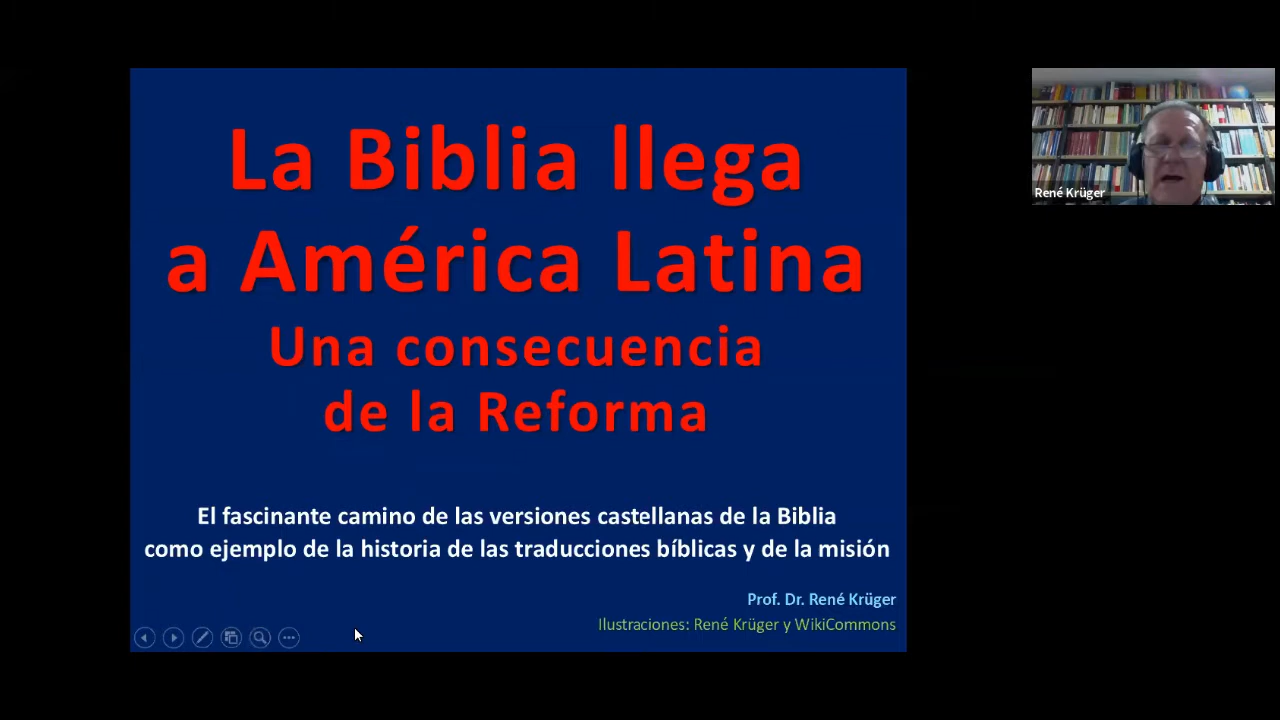 La Biblia llega
a América Latina
Una consecuencia
de la Reforma
El fascinante camino de las versiones castellanas de la Biblia
como ejemplo de la historia de las traducciones bíblicas y de la misión
Prof. Dr. René Krüger
Ilustraciones: René Krüger y WikiCommons
René Krüger